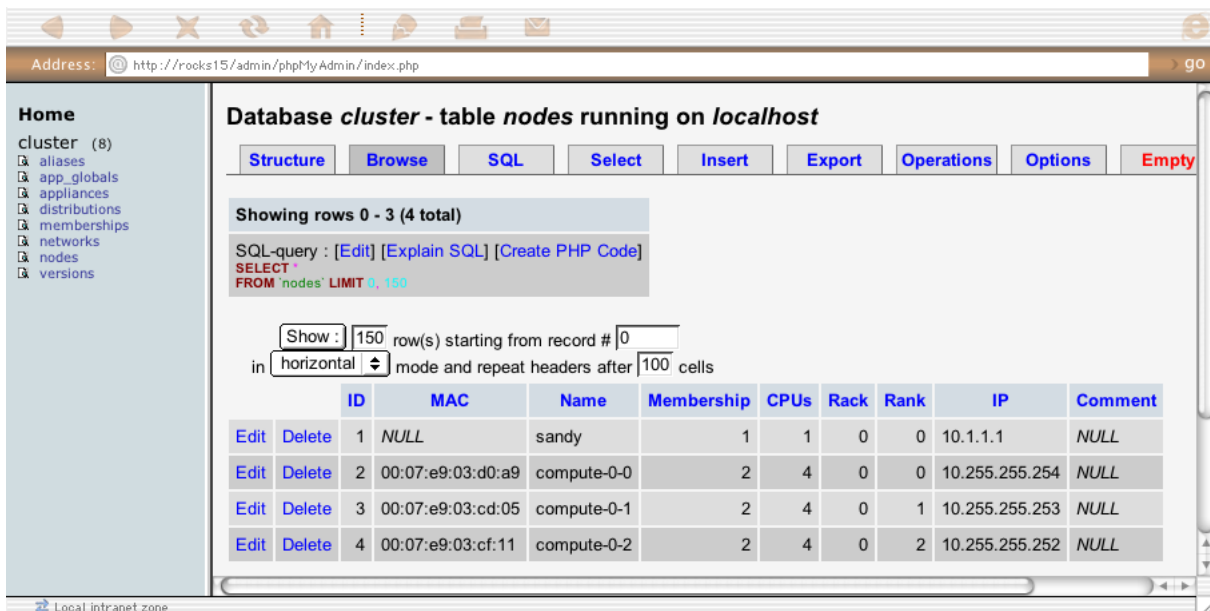 Address: http://rocks15/admin/phpMyAdmin/index.php go
Home
cluster (8)
aliases
app_globals
appliances
distributions
memberships
networks
nodes
versions
Database cluster - table nodes running on localhost
Structure Browse SQL Select Insert Export Operations Options Empty
Showing rows 0 - 3 (4 total)
SQL-query : [Edit] [Explain SQL] [Create PHP Code]
SELECT *
FROM `nodes` LIMIT 0, 150
Show : 150 row(s) starting from record # 0
in horizontal mode and repeat headers after 100 cells
ID MAC Name Membership CPUs Rack Rank IP Comment
Edit Delete 1 NULL sandy 1 1 0 0 10.1.1.1 NULL
Edit Delete 2 00:07:e9:03:d0:a9 compute-0-0 2 4 0 0 10.255.255.254 NULL
Edit Delete 3 00:07:e9:03:cd:05 compute-0-1 2 4 0 1 10.255.255.253 NULL
Edit Delete 4 00:07:e9:03:cf:11 compute-0-2 2 4 0 2 10.255.255.252 NULL
Local intranet zone